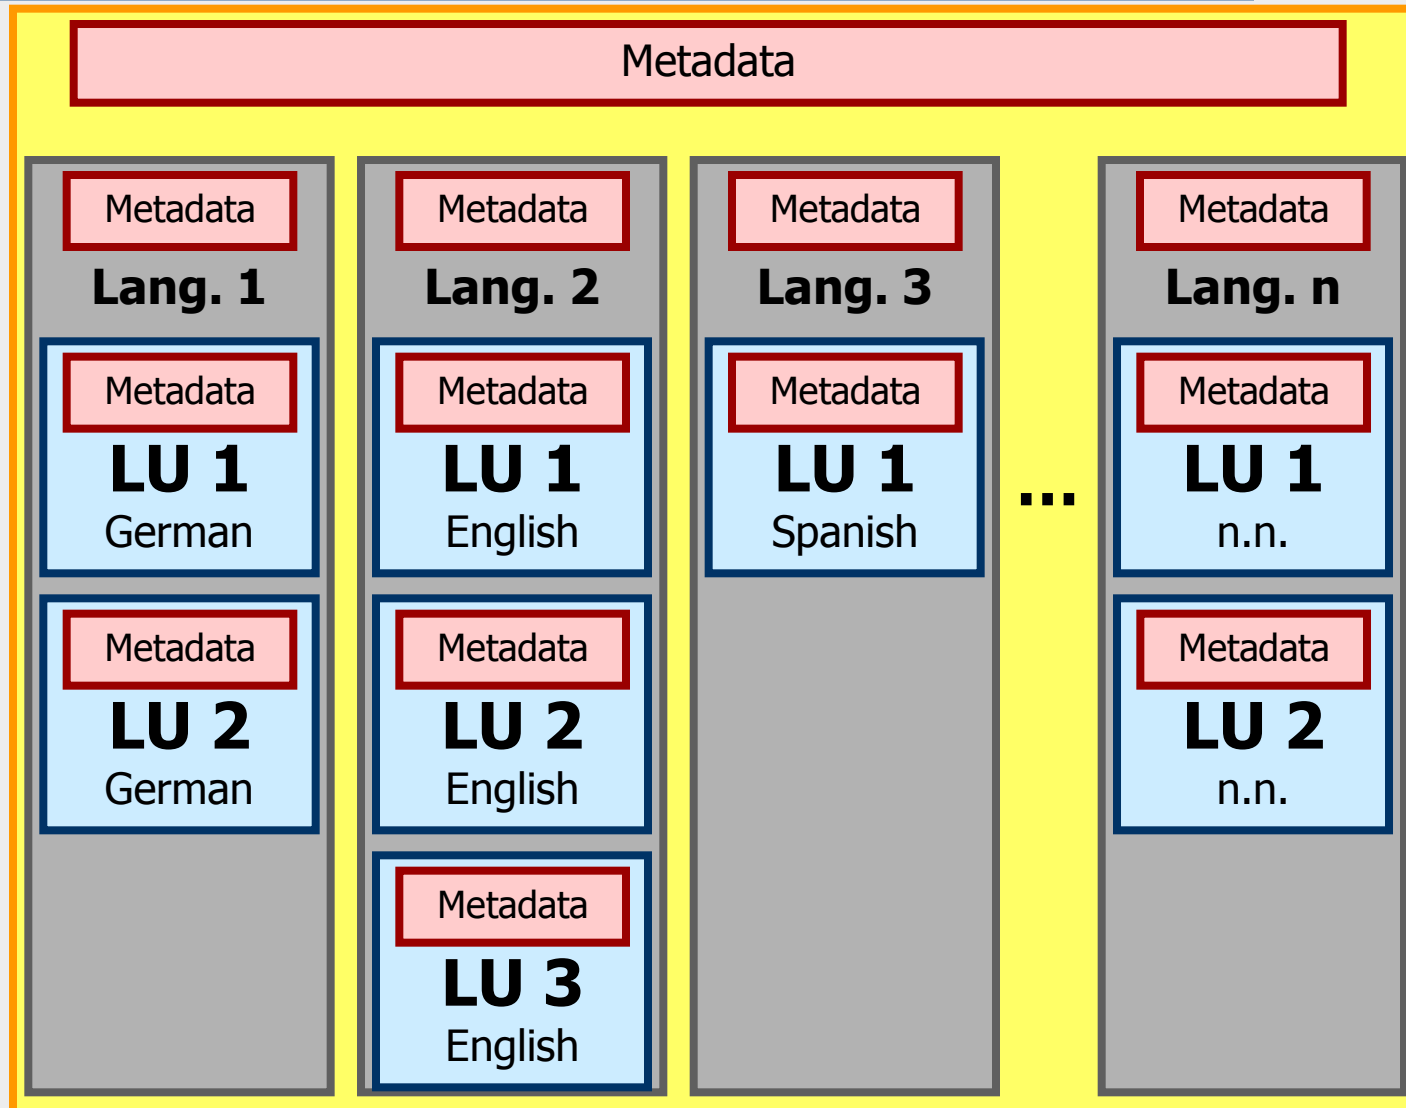 Metadata
Metadata
Lang. 1
Metadata
LU 1
German
Metadata
LU 2
German
Metadata
Lang. 2
Metadata
LU 1
English
Metadata
LU 2
English
Metadata
LU 3
English
Metadata
Lang. 3
Metadata
LU 1
Spanish
...
Metadata
Lang. n
Metadata
LU 1
n.n.
Metadata
LU 2
n.n.